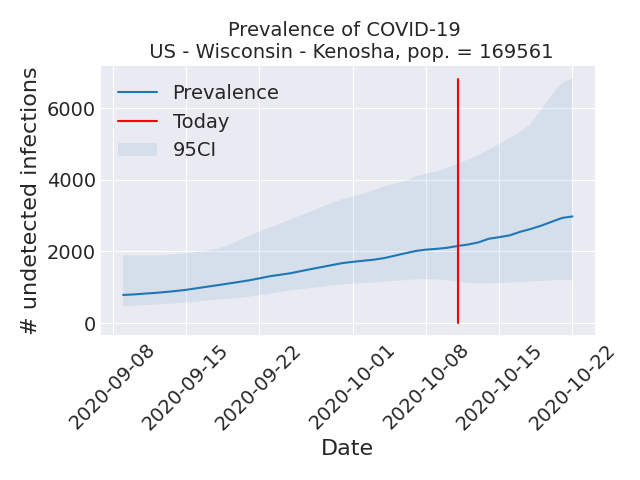 Prevalence of COVID-19
US - Wisconsin - Kenosha, pop. = 169561
Prevalence
Today
95CI
# undetected infections
6000
4000
2000
0
2020-09-08
2020-09-15
2020-09-22
2020-10-01
2020-10-08
2020-10-15
2020-10-22
Date